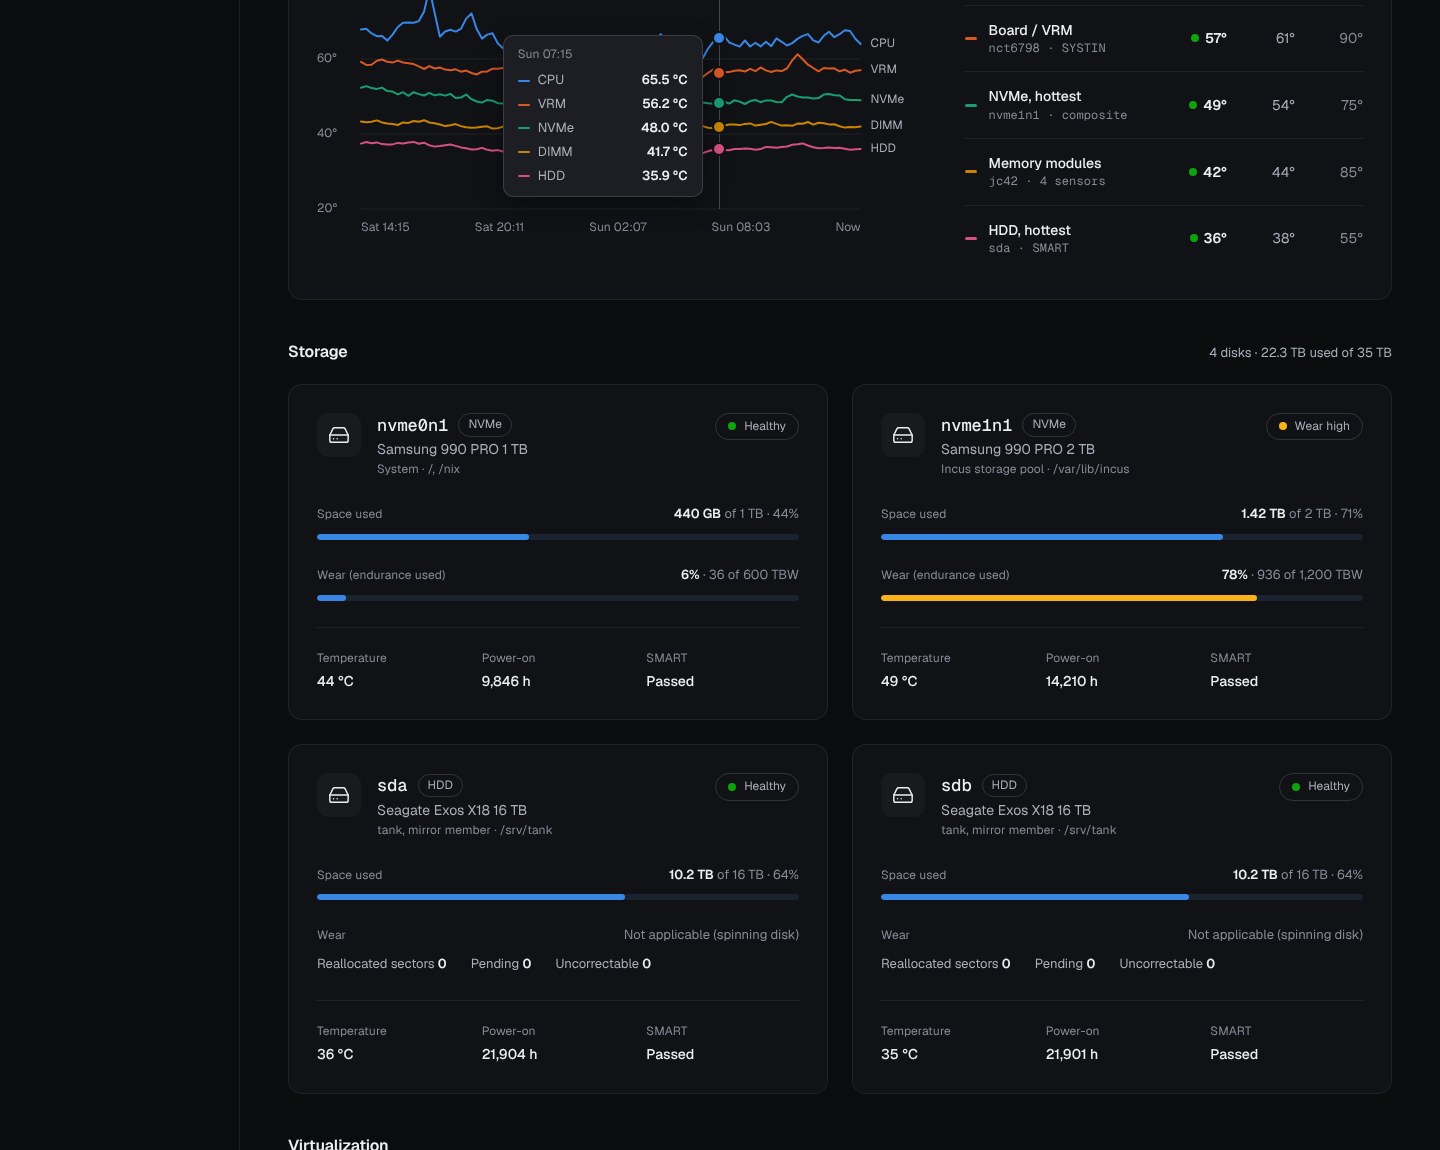 60°
40°
20°
Sun 07:15
CPU 65.5 °C
VRM 56.2 °C
NVMe 48.0 °C
DIMM 41.7 °C
HDD 35.9 °C
CPU
VRM
NVMe
DIMM
HDD
Sat 14:15 Sat 20:11 Sun 02:07 Sun 08:03 Now
Board / VRM 57° 61° 90°
nct6798 · SYSTIN
NVMe, hottest 49° 54° 75°
nvme1n1 · composite
Memory modules 42° 44° 85°
jc42 · 4 sensors
HDD, hottest 36° 38° 55°
sda · SMART
Storage
4 disks · 22.3 TB used of 35 TB
nvme0n1 NVMe Healthy
Samsung 990 PRO 1 TB
System · /, /nix
Space used 440 GB of 1 TB · 44%
Wear (endurance used) 6% · 36 of 600 TBW
Temperature Power-on SMART
44 °C 9,846 h Passed
nvme1n1 NVMe Wear high
Samsung 990 PRO 2 TB
Incus storage pool · /var/lib/incus
Space used 1.42 TB of 2 TB · 71%
Wear (endurance used) 78% · 936 of 1,200 TBW
Temperature Power-on SMART
49 °C 14,210 h Passed
sda HDD Healthy
Seagate Exos X18 16 TB
tank, mirror member · /srv/tank
Space used 10.2 TB of 16 TB · 64%
Wear Not applicable (spinning disk)
Reallocated sectors 0 Pending 0 Uncorrectable 0
Temperature Power-on SMART
36 °C 21,904 h Passed
sdb HDD Healthy
Seagate Exos X18 16 TB
tank, mirror member · /srv/tank
Space used 10.2 TB of 16 TB · 64%
Wear Not applicable (spinning disk)
Reallocated sectors 0 Pending 0 Uncorrectable 0
Temperature Power-on SMART
35 °C 21,901 h Passed
Virtualization